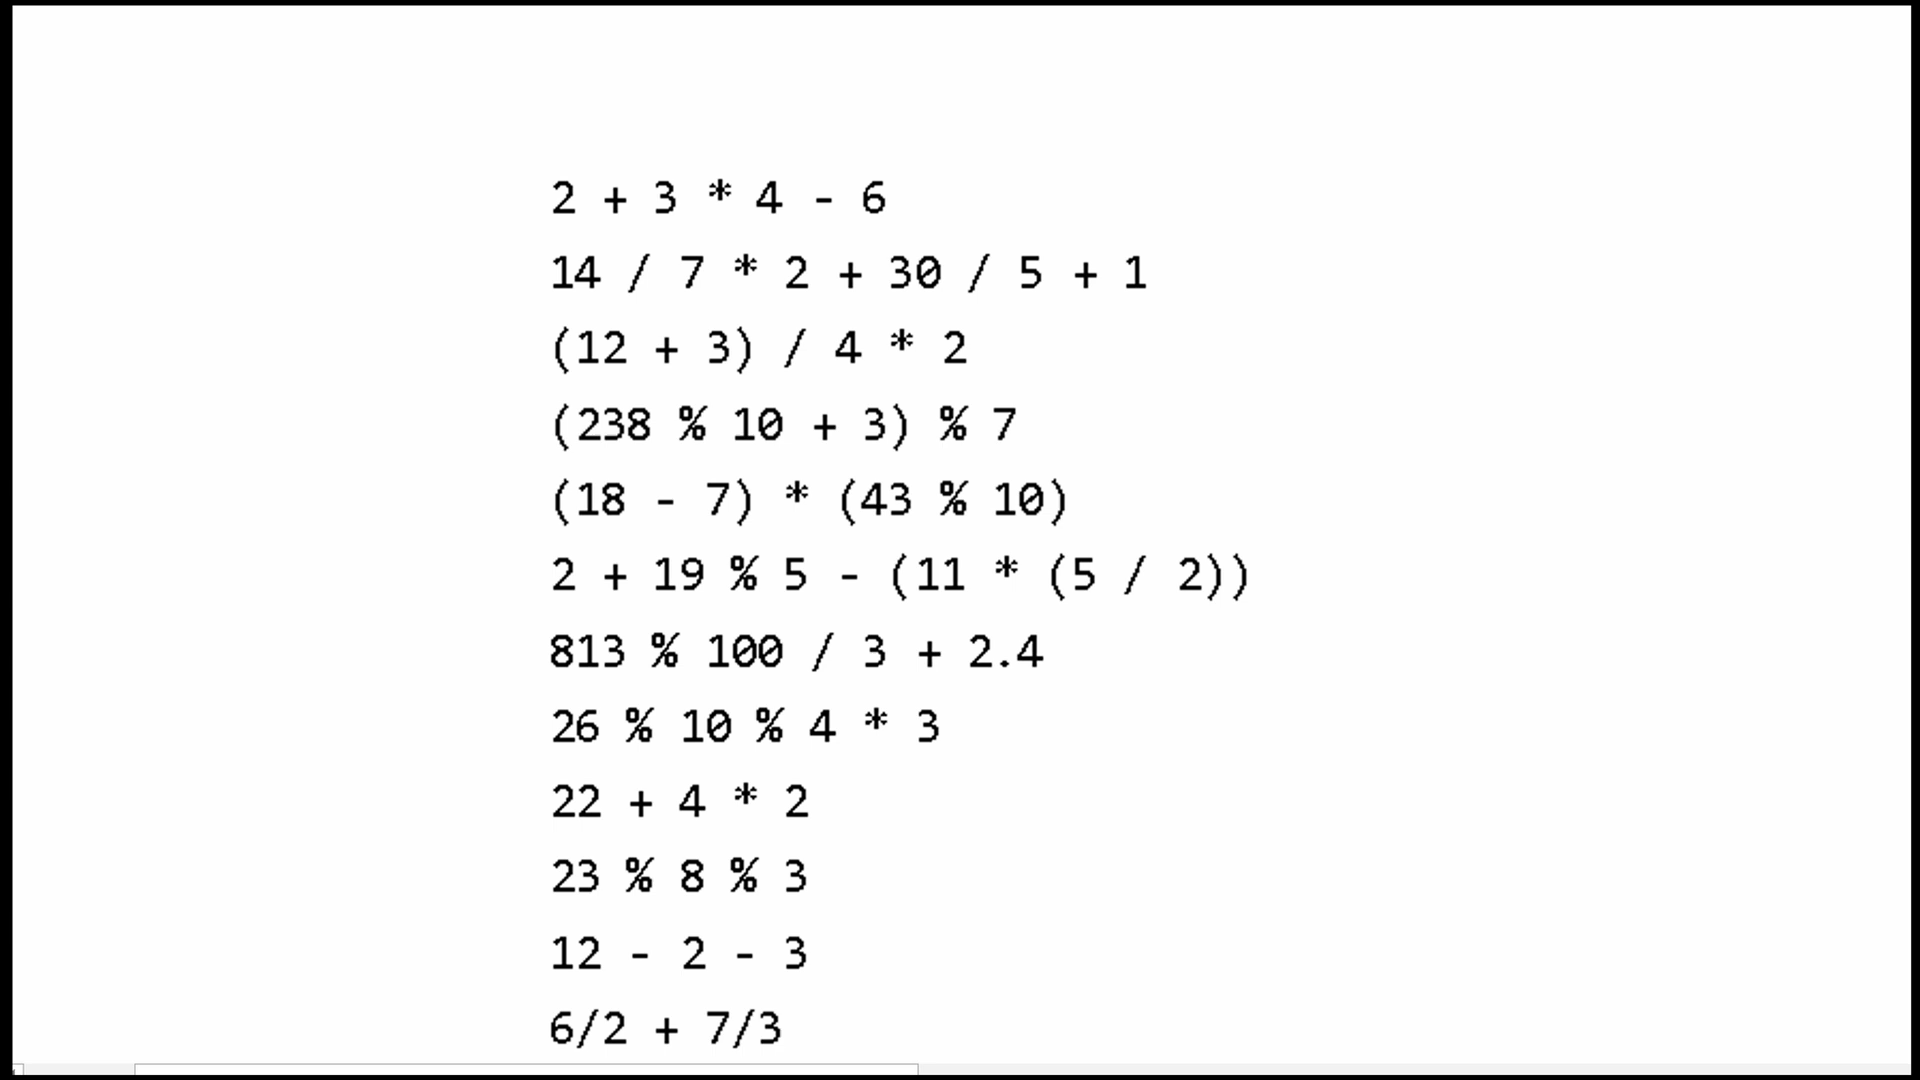 2 + 3 * 4 - 6
14 / 7 * 2 + 30 / 5 + 1
(12 + 3) / 4 * 2
(238 % 10 + 3) % 7
(18 - 7) * (43 % 10)
2 + 19 % 5 - (11 * (5 / 2))
813 % 100 / 3 + 2.4
26 % 10 % 4 * 3
22 + 4 * 2
23 % 8 % 3
12 - 2 - 3
6/2 + 7/3